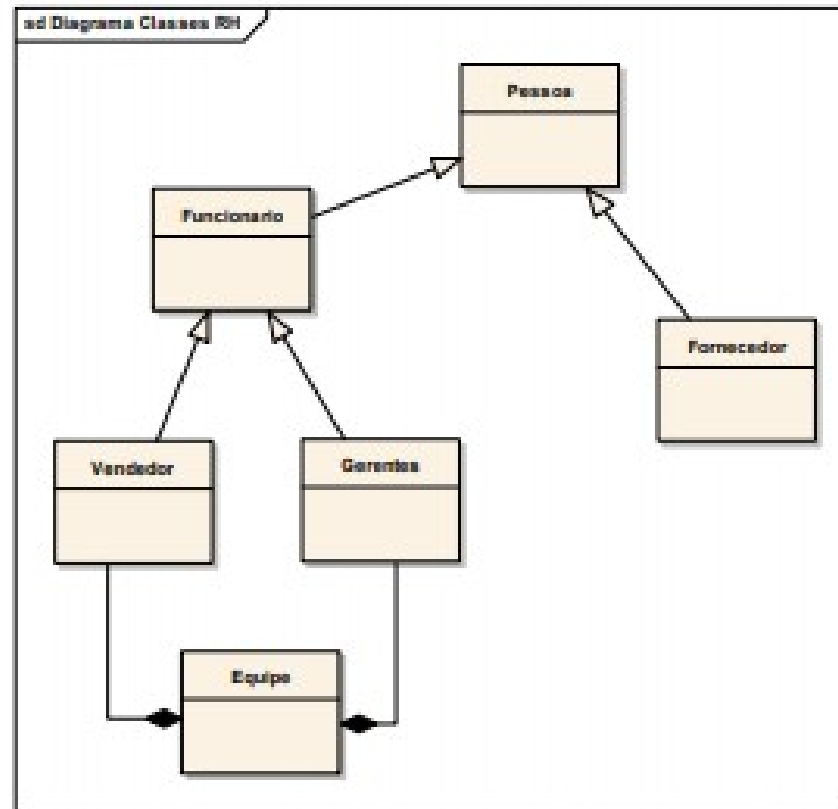 sd Diagrama Classes RH
Pessoa
Funcionario
Fornecedor
Vendedor
Gerentes
Equipe